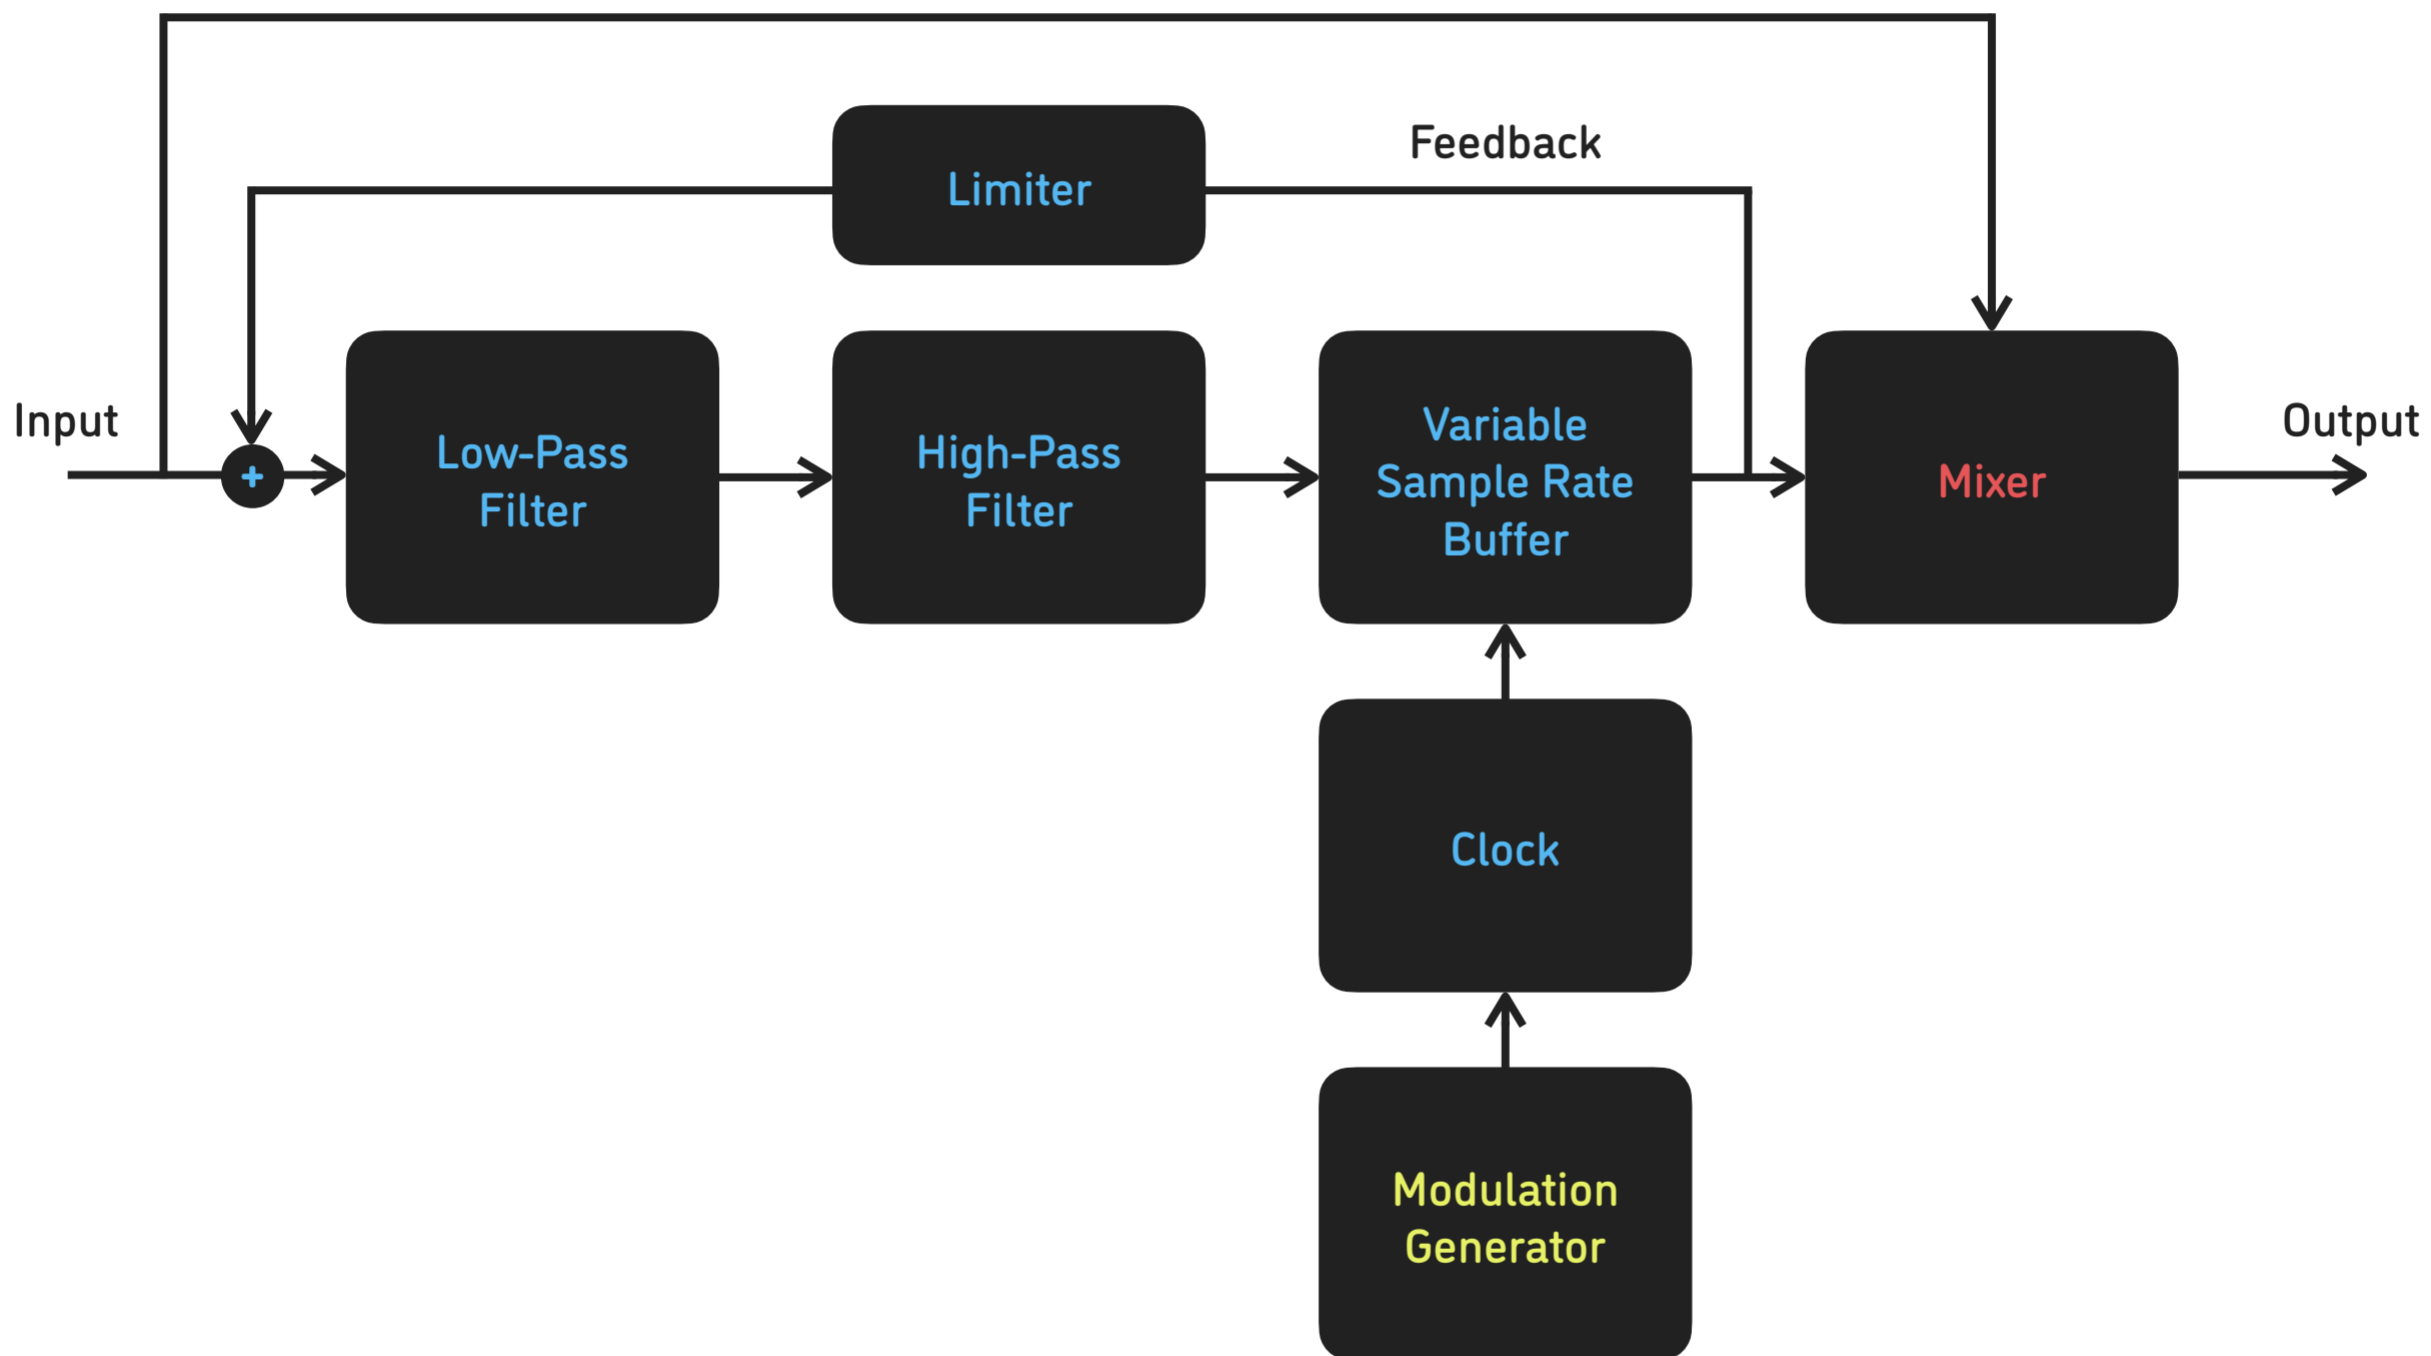 Feedback
Limiter
Input
+
Low-Pass
Filter
High-Pass
Filter
Variable
Sample Rate
Buffer
Mixer
Output
Clock
Modulation
Generator